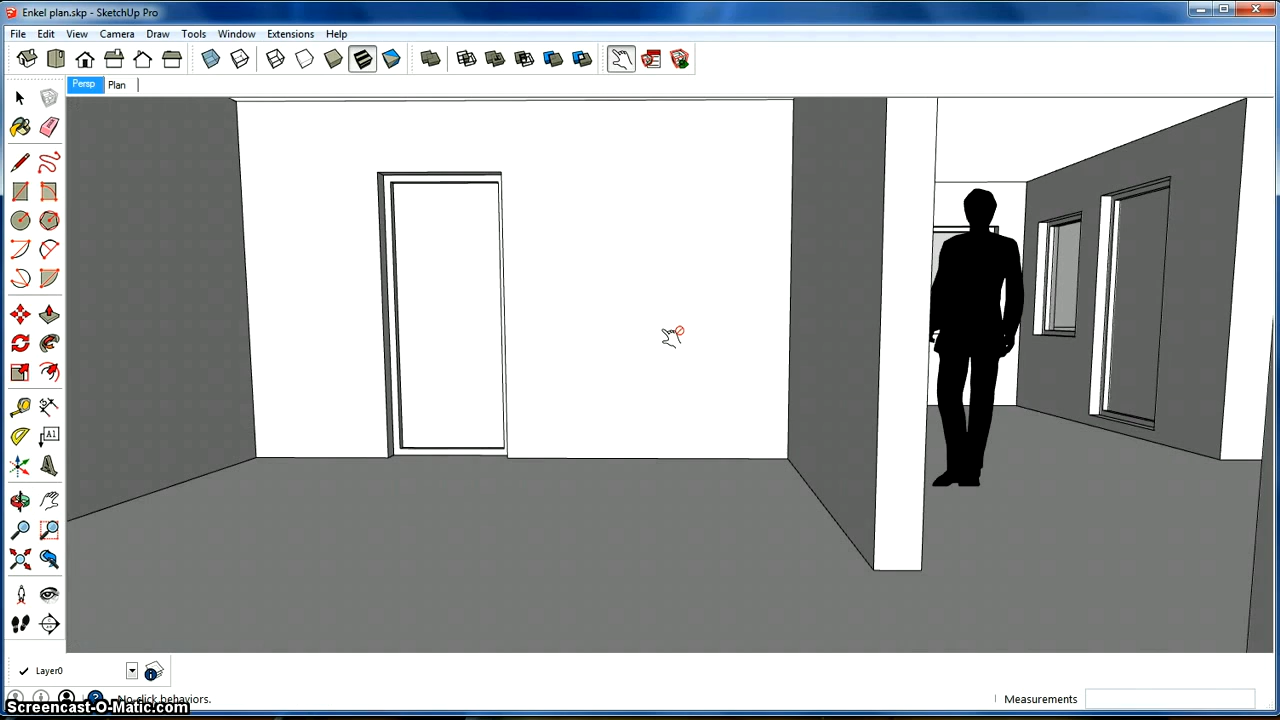 Enkel plan.skp - SketchUp Pro
File Edit View Camera Draw Tools Window Extensions Help
Persp Plan
A1
Layer0
No click behaviors.
Measurements
Screencast-O-Matic.com